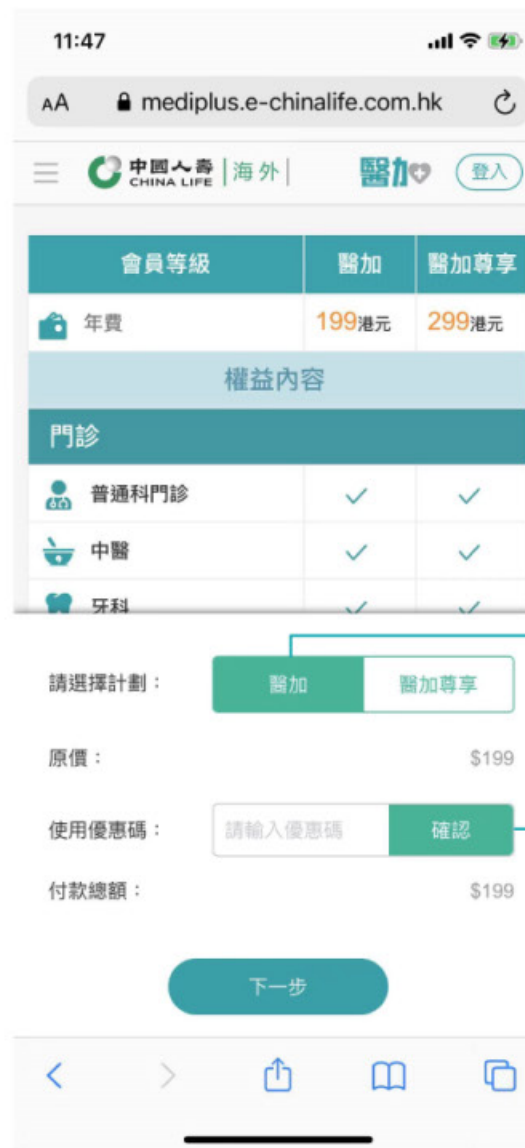 11:47
AA mediplus.e-chinalife.com.hk
中國人壽 CHINA LIFE | 海外 | 醫加 登入
會員等級 醫加 醫加尊享
年費 199港元 299港元
權益內容
門診
普通科門診
中醫
牙科
請選擇計劃： 醫加 醫加尊享
原價： $199
使用優惠碼： 請輸入優惠碼 確認
付款總額： $199
下一步